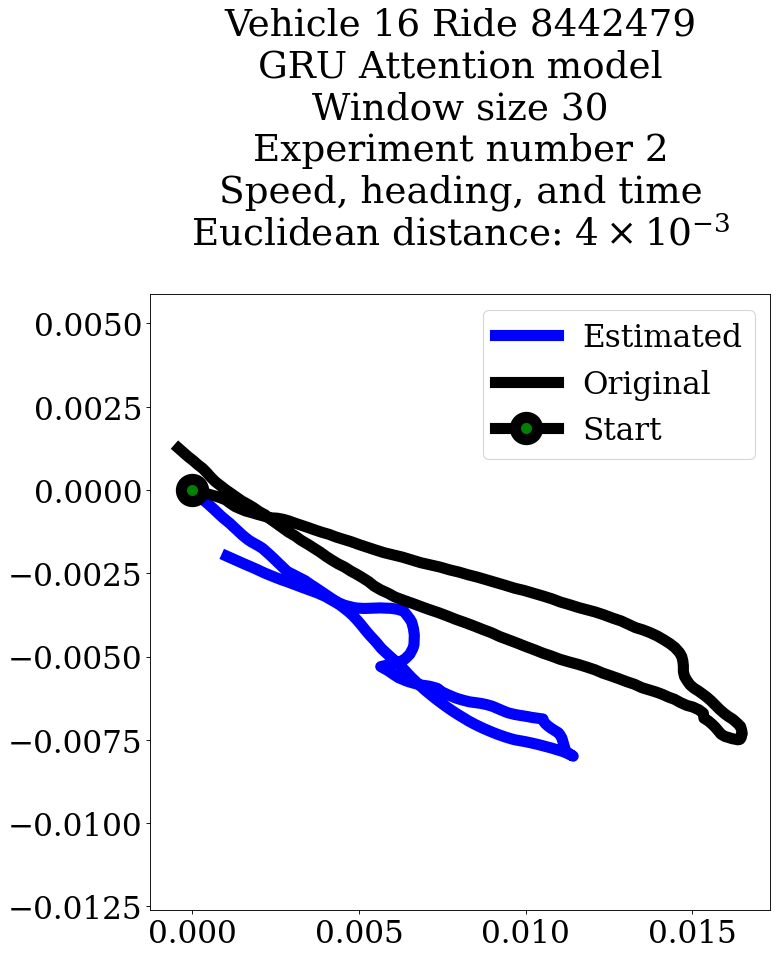 Vehicle 16 Ride 8442479
GRU Attention model
Window size 30
Experiment number 2
Speed, heading, and time
Euclidean distance: 4 × 10⁻³
Estimated
Original
Start
0.0050
0.0025
0.0000
−0.0025
−0.0050
−0.0075
−0.0100
−0.0125
0.000 0.005 0.010 0.015